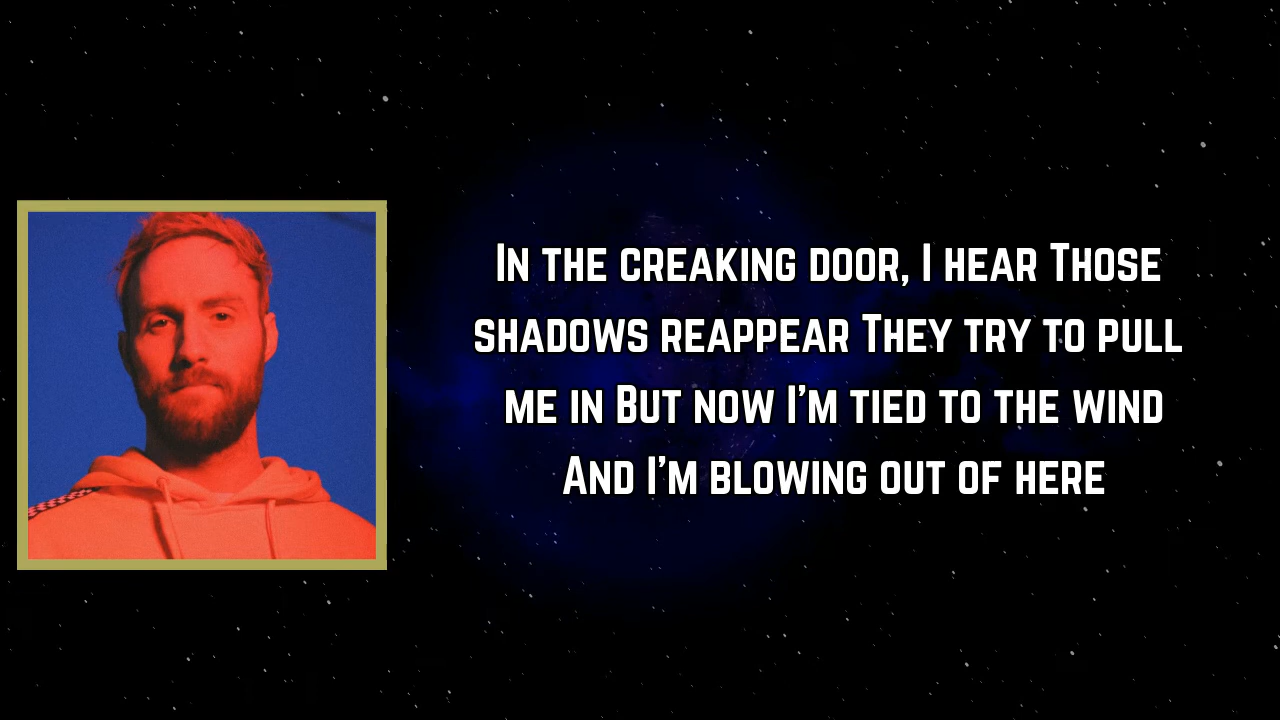 In the creaking door, I hear Those
shadows reappear They try to pull
me in But now I'm tied to the wind
And I'm blowing out of here